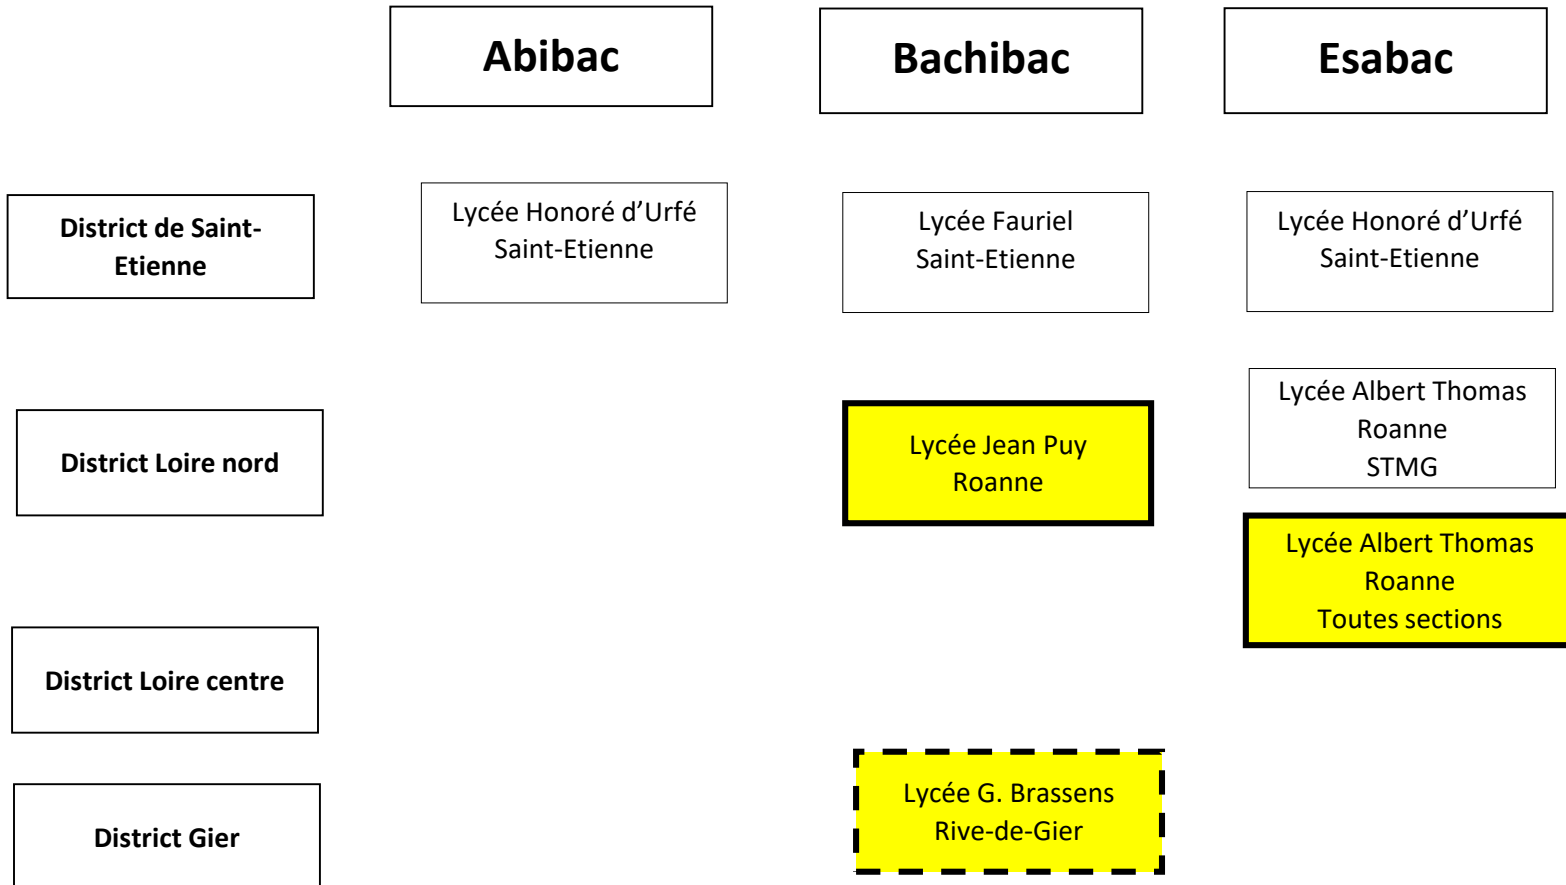 Abibac
Bachibac
Esabac
District de Saint-
Etienne
Lycée Honoré d’Urfé
Saint-Etienne
Lycée Fauriel
Saint-Etienne
Lycée Honoré d’Urfé
Saint-Etienne
District Loire nord
Lycée Jean Puy
Roanne
Lycée Albert Thomas
Roanne
STMG
Lycée Albert Thomas
Roanne
Toutes sections
District Loire centre
District Gier
Lycée G. Brassens
Rive-de-Gier